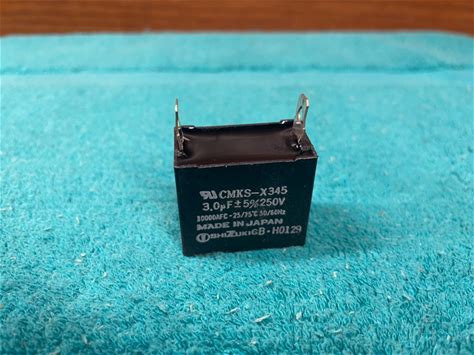 CMKS-X345
3.0μF±5%250V
10000AFC -25/75℃ 50/60Hz
MADE IN JAPAN
SHIZUKI GB·H0129